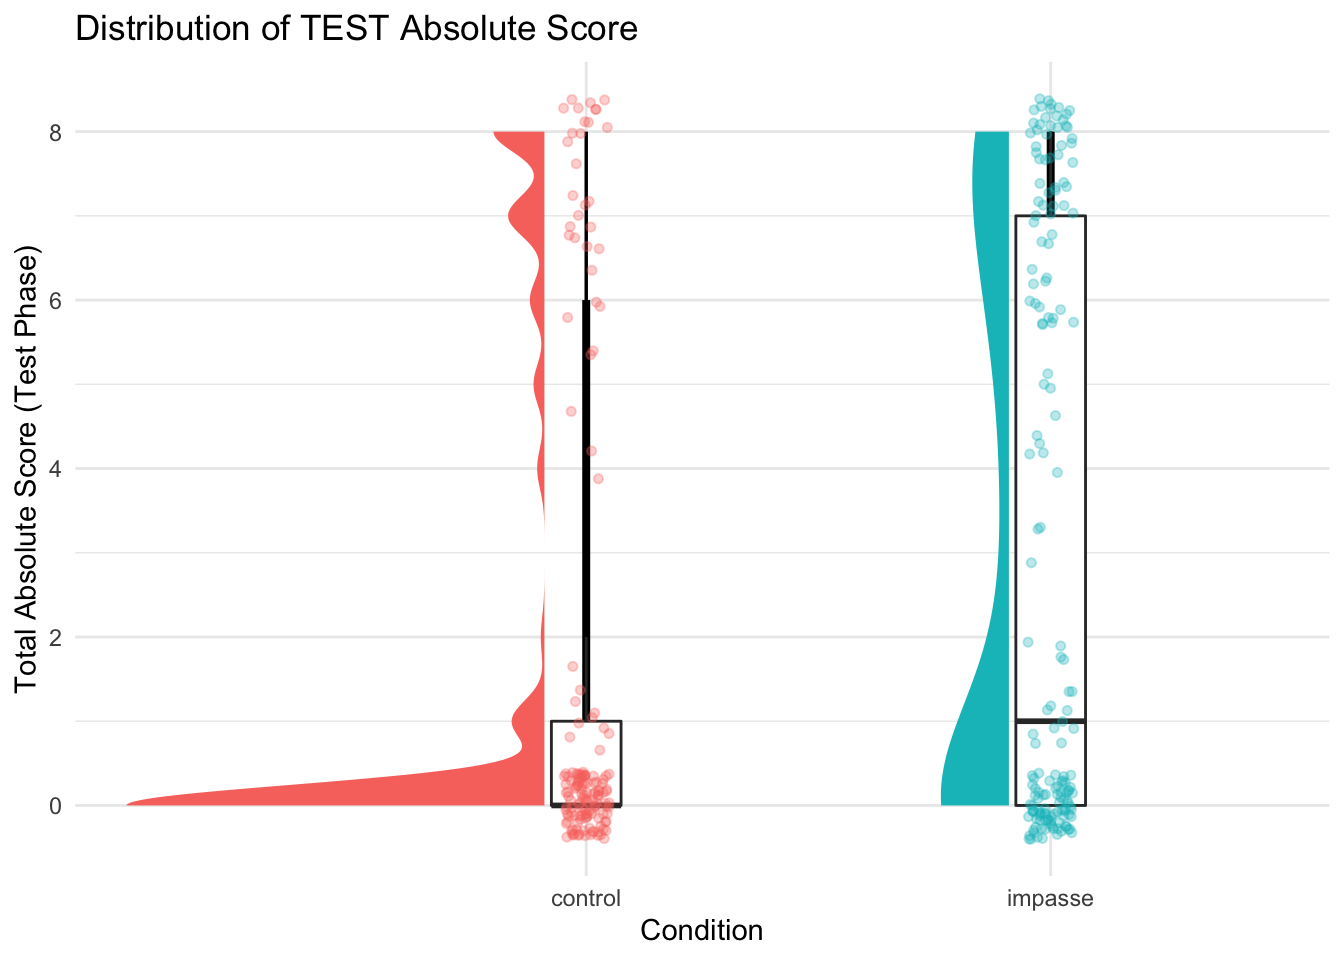 Distribution of TEST Absolute Score
Total Absolute Score (Test Phase)
8
6
4
2
0
control
impasse
Condition